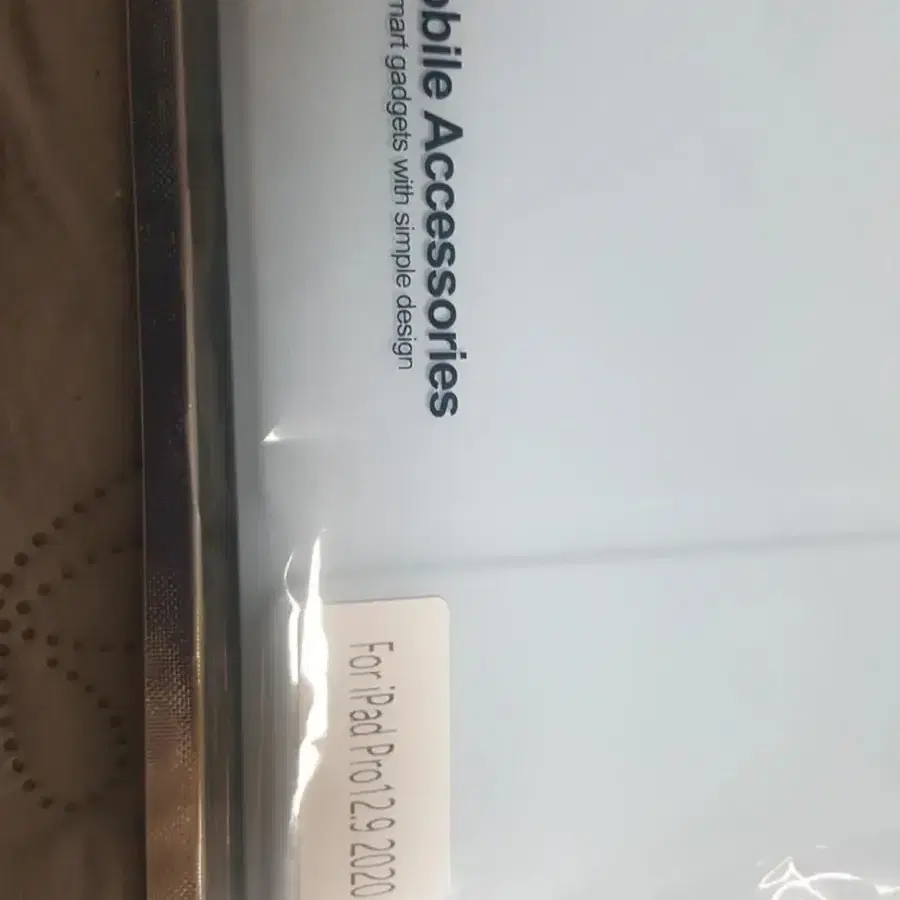 obile Accessories
mart gadgets with simple design
For iPad Pro12.9 2020